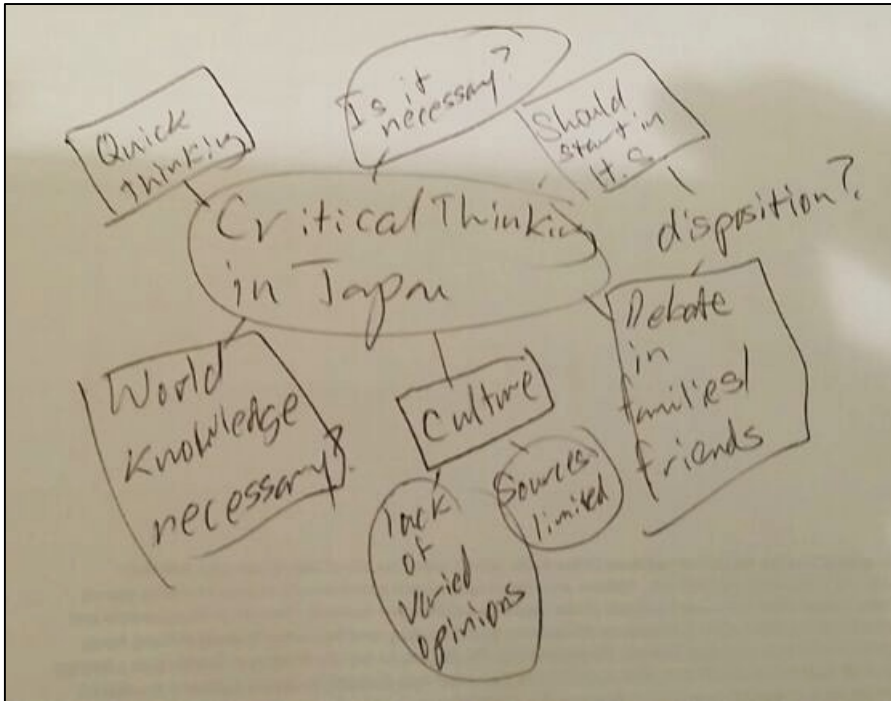 Is it
necessary?
Quick
thinking
Should
start in
H.S.
Critical Thinking
in Japan
disposition?
World
knowledge
necessary?
Culture
Debate
in
families/
friends
lack
of
varied
opinions
Sources
limited